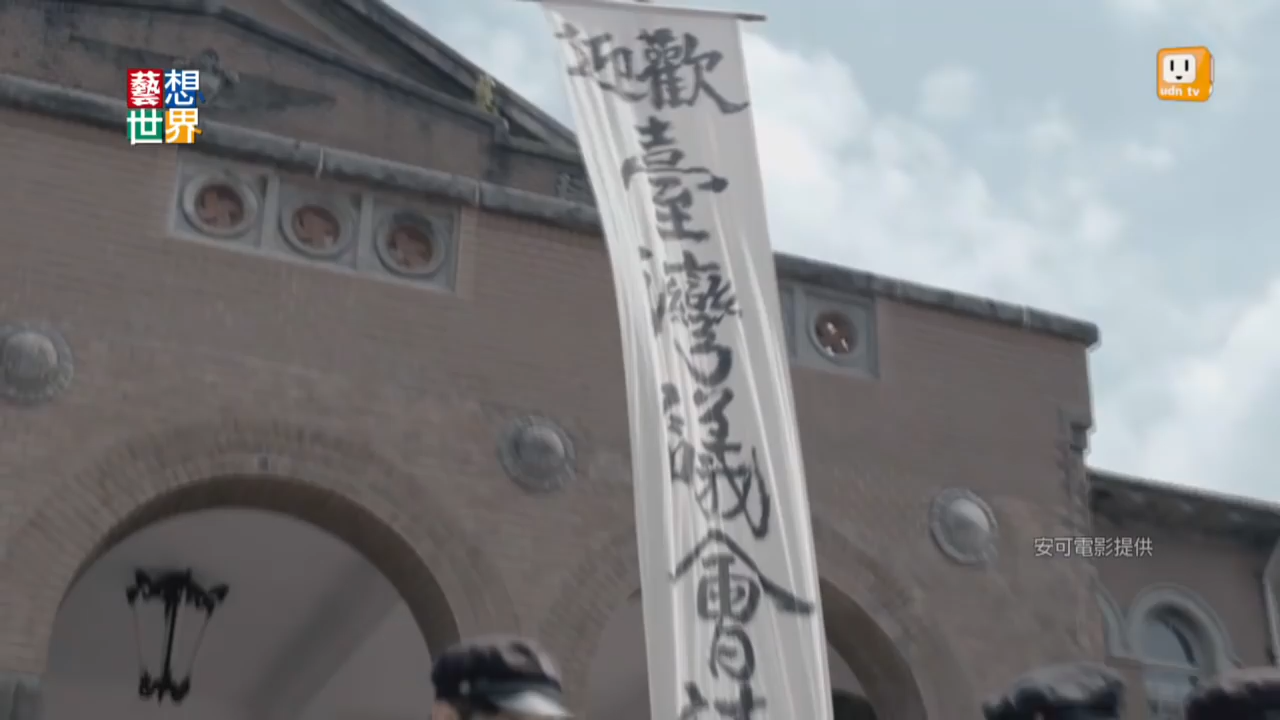 藝想
世界
udn tv
歡迎
臺灣議會
安可電影提供